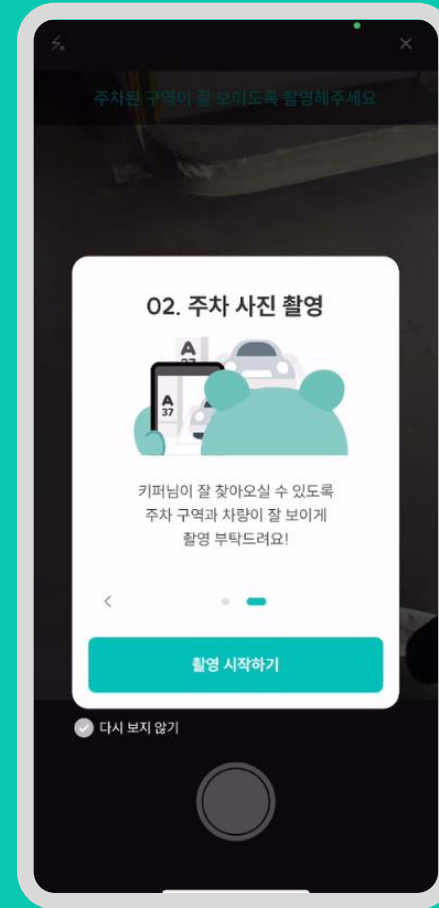 주차된 구역이 잘 보이도록 촬영해주세요
02. 주차 사진 촬영
A
37
A
37
키퍼님이 잘 찾아오실 수 있도록
주차 구역과 차량이 잘 보이게
촬영 부탁드려요!
촬영 시작하기
다시 보지 않기